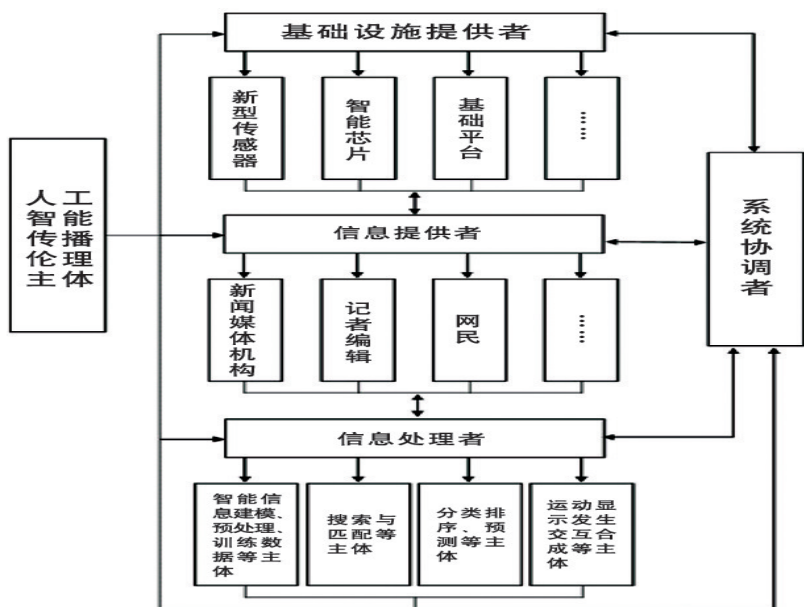 基础设施提供者
新型传感器
智能芯片
基础平台
……
人工
智能
传播
伦理
主体
系统协调者
信息提供者
新闻媒体机构
记者编辑
网民
……
信息处理者
智能信
息建模、
预处理、
训练数
据等主
体
搜索与
匹配等
主体
分类排
序、预
测等主
体
运动显
示发生
交互合
成等主
体